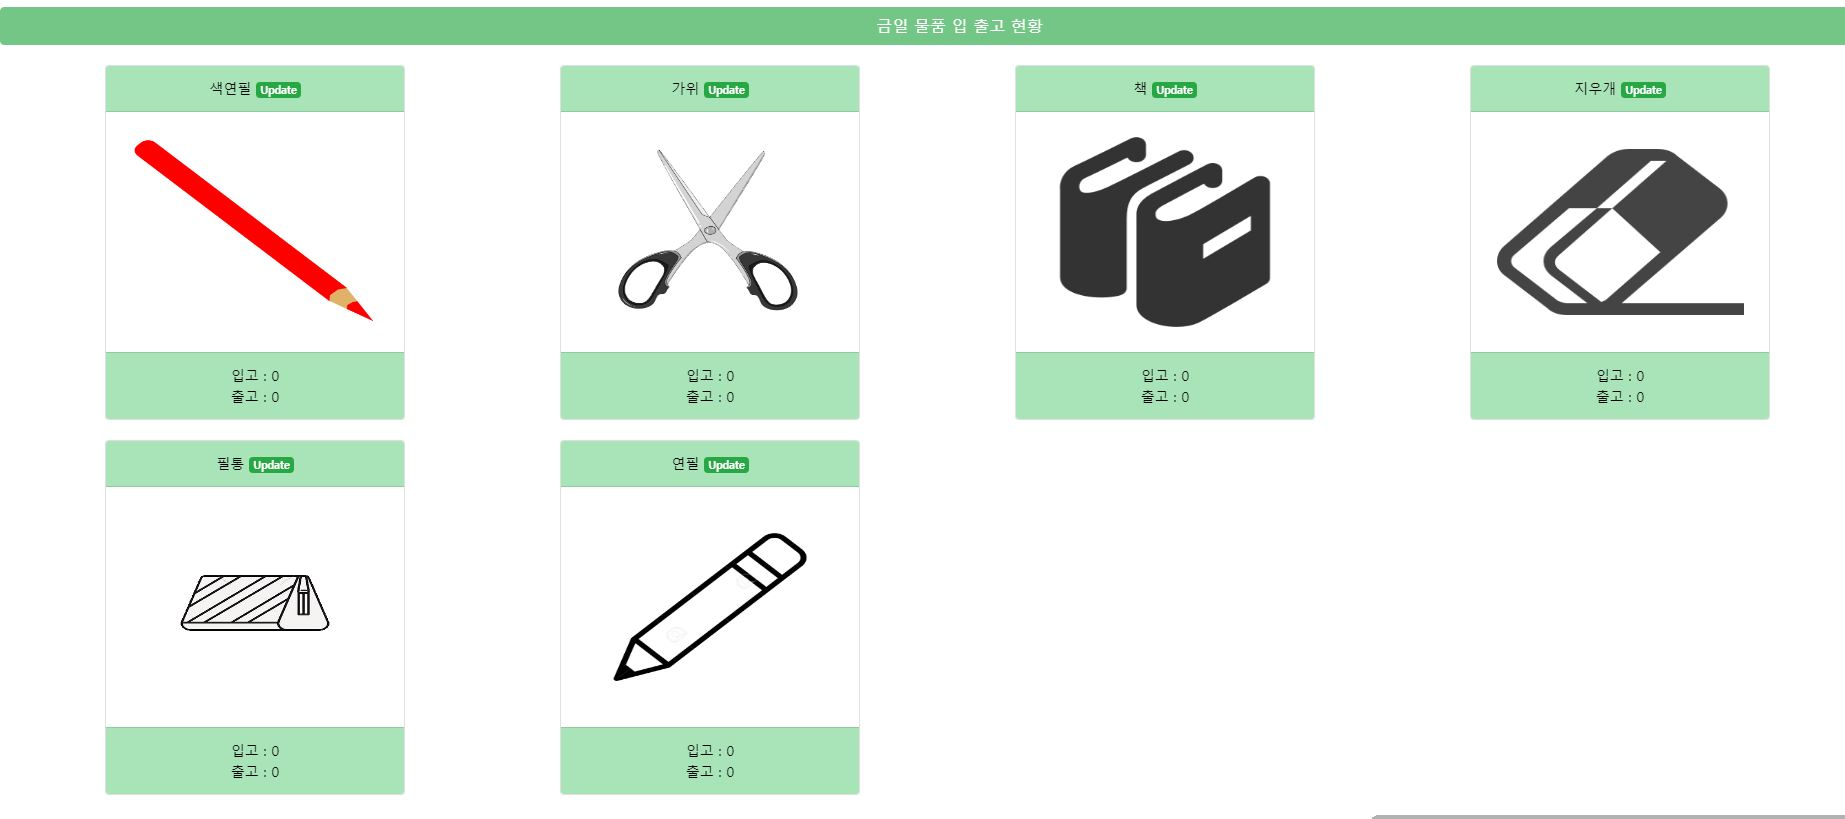 금일 물품 입 출고 현황
색연필 Update
가위 Update
책 Update
지우개 Update
입고 : 0
출고 : 0
입고 : 0
출고 : 0
입고 : 0
출고 : 0
입고 : 0
출고 : 0
필통 Update
연필 Update
입고 : 0
출고 : 0
입고 : 0
출고 : 0